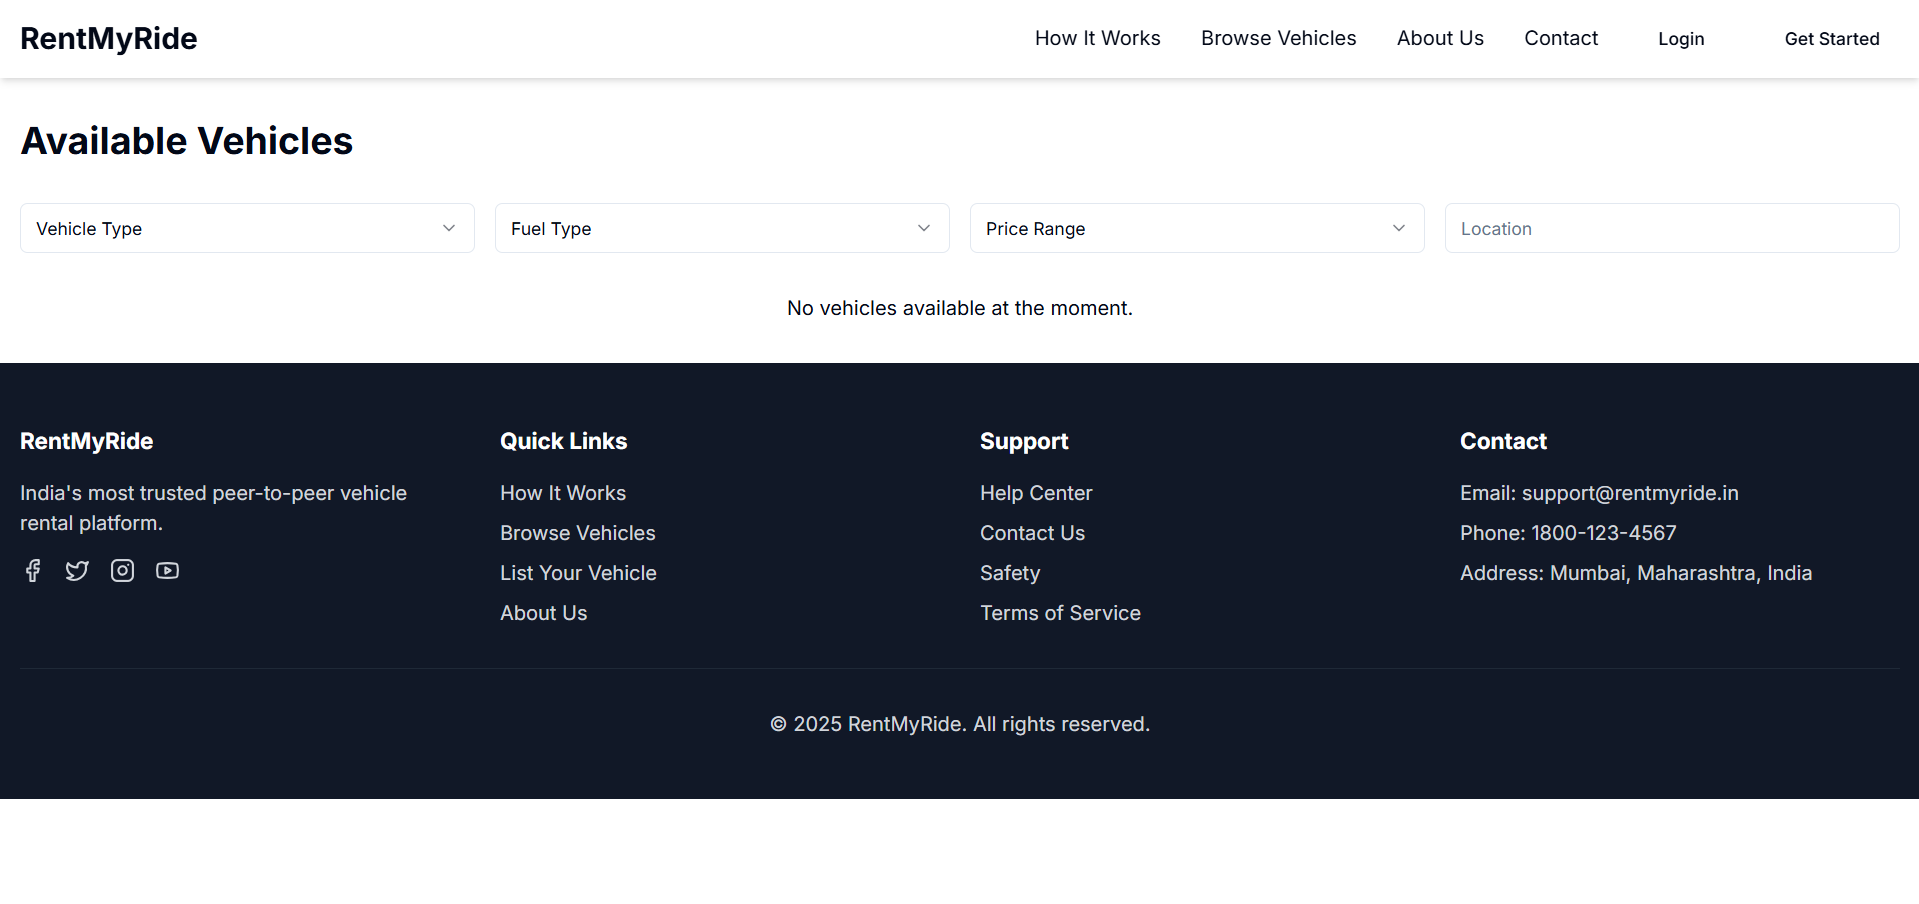 RentMyRide
How It Works
Browse Vehicles
About Us
Contact
Login
Get Started
Available Vehicles
Vehicle Type
Fuel Type
Price Range
Location
No vehicles available at the moment.
RentMyRide
India's most trusted peer-to-peer vehicle
rental platform.
Quick Links
How It Works
Browse Vehicles
List Your Vehicle
About Us
Support
Help Center
Contact Us
Safety
Terms of Service
Contact
Email: support@rentmyride.in
Phone: 1800-123-4567
Address: Mumbai, Maharashtra, India
© 2025 RentMyRide. All rights reserved.